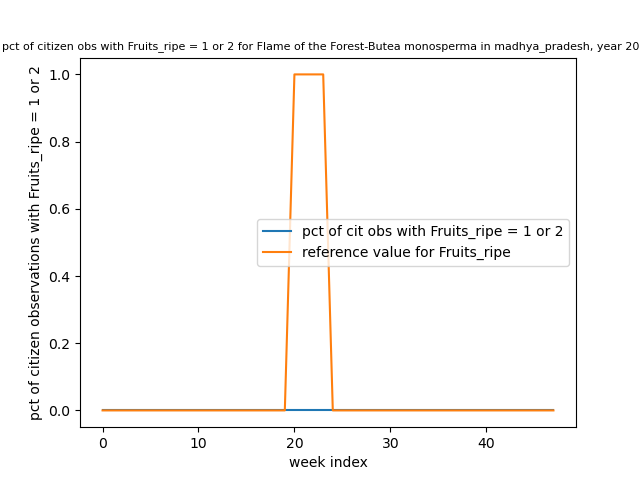 pct of citizen obs with Fruits_ripe = 1 or 2 for Flame of the Forest-Butea monosperma in madhya_pradesh, year 20
pct of citizen observations with Fruits_ripe = 1 or 2
1.0
0.8
0.6
0.4
0.2
0.0
pct of cit obs with Fruits_ripe = 1 or 2
reference value for Fruits_ripe
0 10 20 30 40
week index